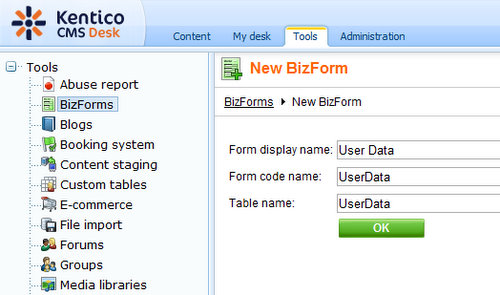 Kentico
CMS Desk
Content My desk Tools Administration
Tools
Abuse report
BizForms
Blogs
Booking system
Content staging
Custom tables
E-commerce
File import
Forums
Groups
Media libraries
New BizForm
BizForms New BizForm
Form display name: User Data
Form code name: UserData
Table name: UserData
OK